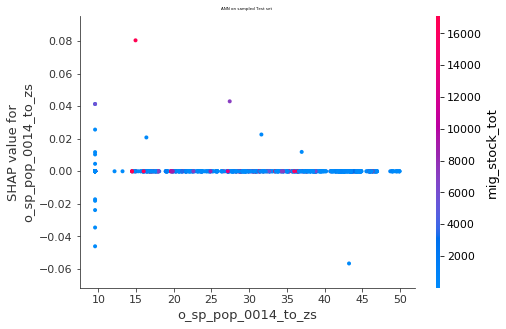 ANN on sampled Test set
0.08
0.06
0.04
0.02
0.00
−0.02
−0.04
−0.06
SHAP value for
o_sp_pop_0014_to_zs
10 15 20 25 30 35 40 45 50
o_sp_pop_0014_to_zs
16000
14000
12000
10000
8000
6000
4000
2000
mig_stock_tot